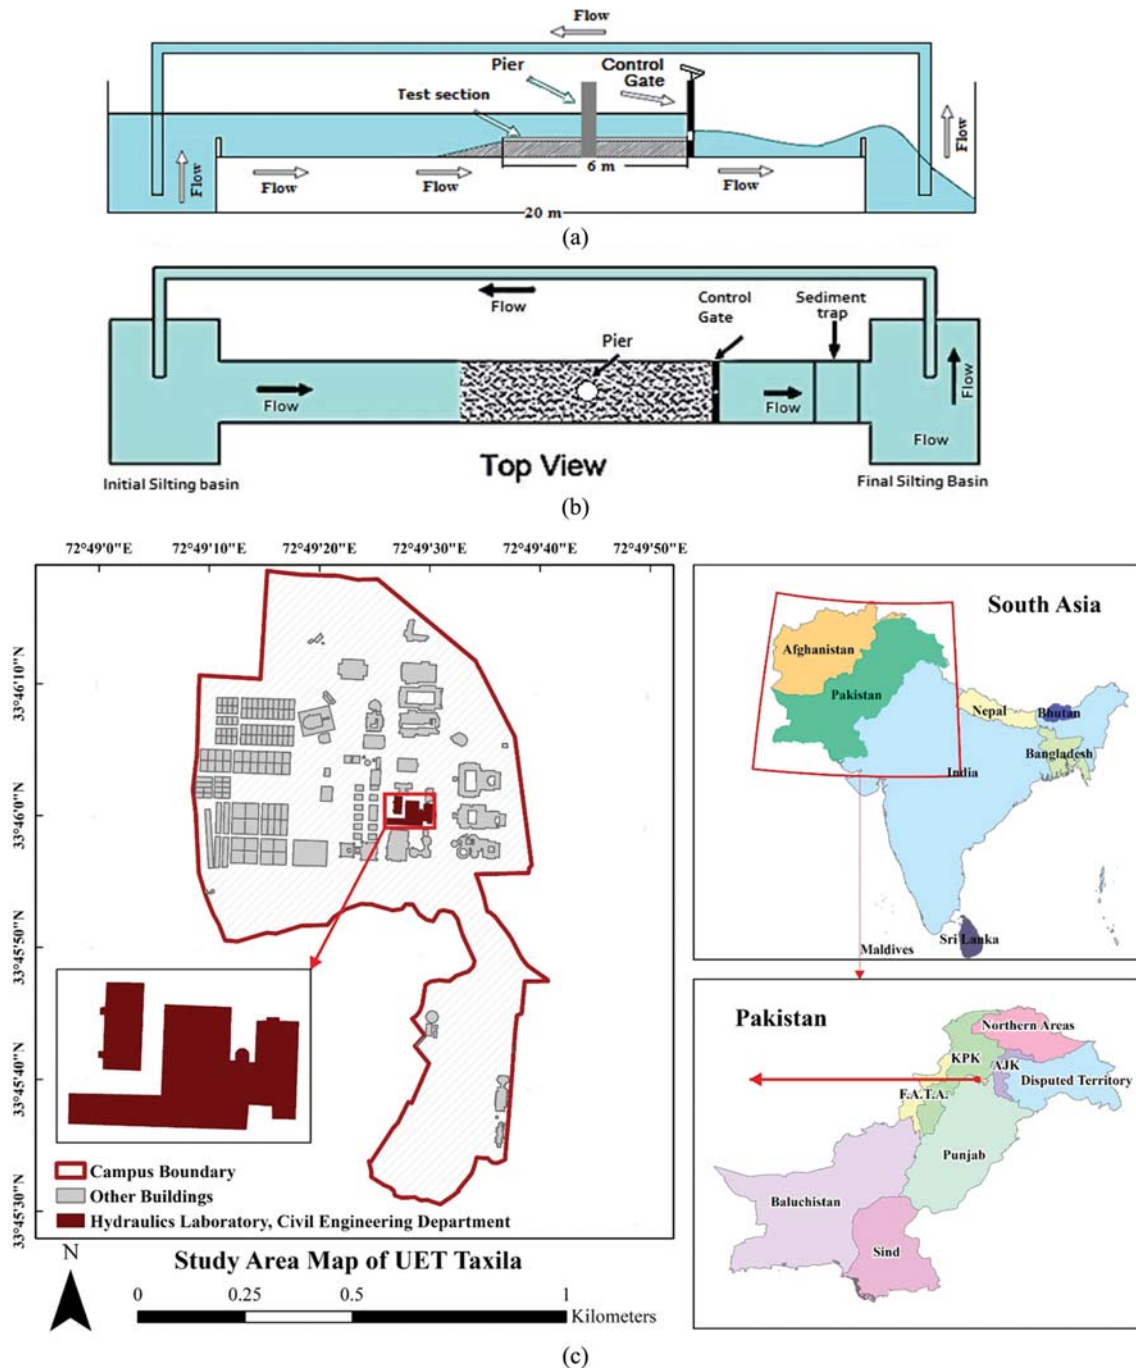 Flow
Pier
Control
Gate
Test section
Flow
Flow
6 m
Flow
Flow
Flow
20 m
(a)
Flow
Control
Gate
Sediment
trap
Pier
Flow
Flow
Flow
Flow
Top View
Initial Silting basin
Final Silting Basin
(b)
72°49'0"E 72°49'10"E 72°49'20"E 72°49'30"E 72°49'40"E 72°49'50"E
33°46'10"N
33°46'0"N
33°45'50"N
33°45'40"N
33°45'30"N
Campus Boundary
Other Buildings
Hydraulics Laboratory, Civil Engineering Department
N
Study Area Map of UET Taxila
0 0.25 0.5 1
Kilometers
South Asia
Afghanistan
Pakistan
Nepal
Bhutan
Bangladesh
India
Sri Lanka
Maldives
Pakistan
Northern Areas
KPK
AJK
Disputed Territory
F.A.T.A.
Punjab
Baluchistan
Sind
(c)